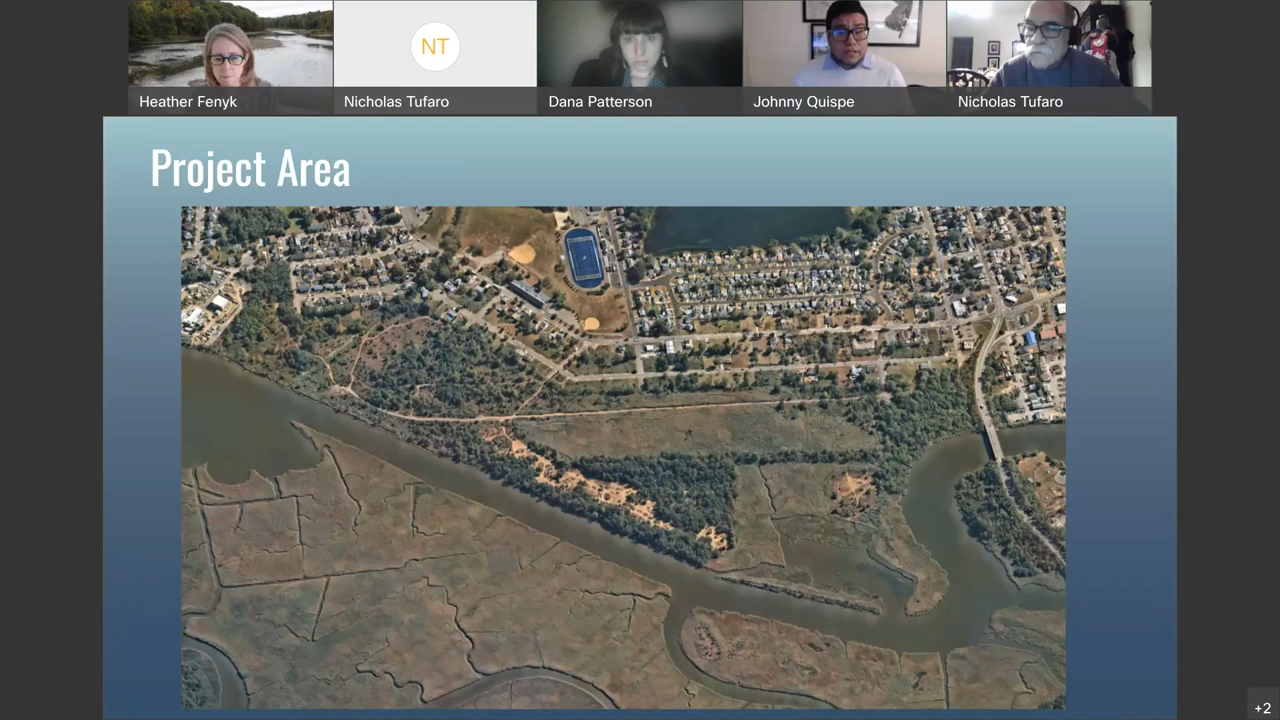 Heather Fenyk
NT
Nicholas Tufaro
Dana Patterson
Johnny Quispe
Nicholas Tufaro
Project Area
+2